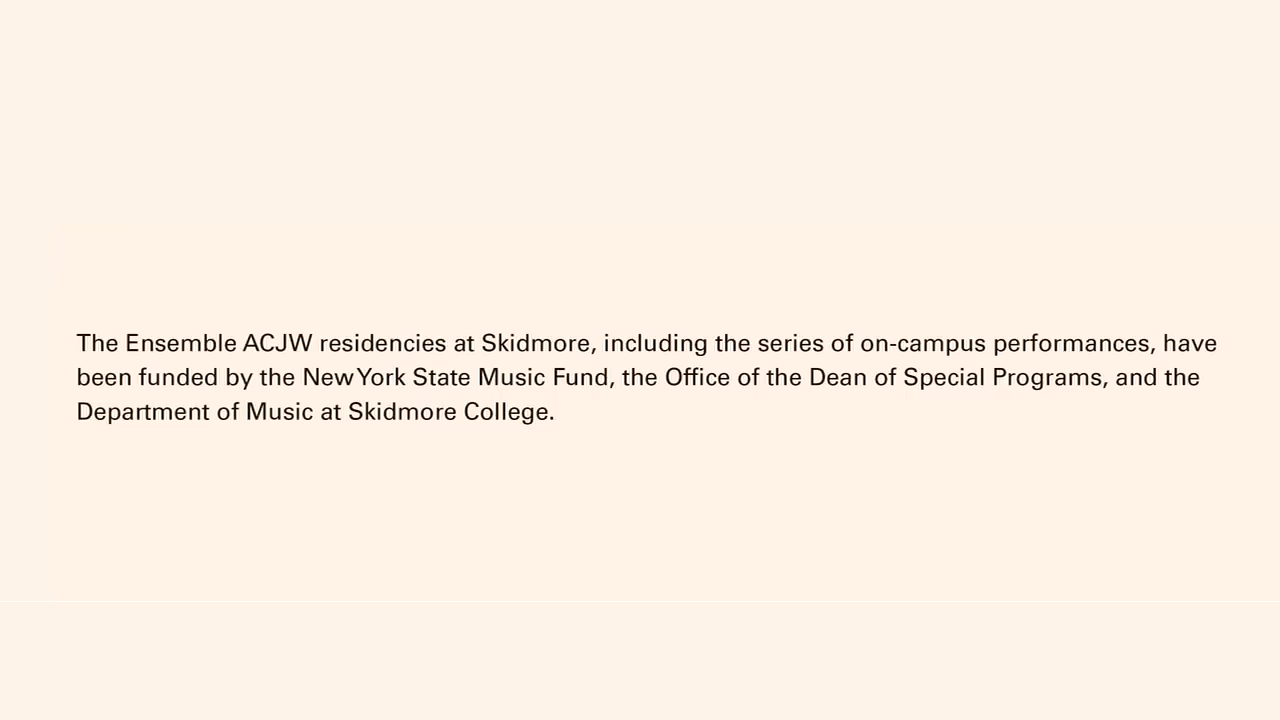 The Ensemble ACJW residencies at Skidmore, including the series of on-campus performances, have
been funded by the New York State Music Fund, the Office of the Dean of Special Programs, and the
Department of Music at Skidmore College.